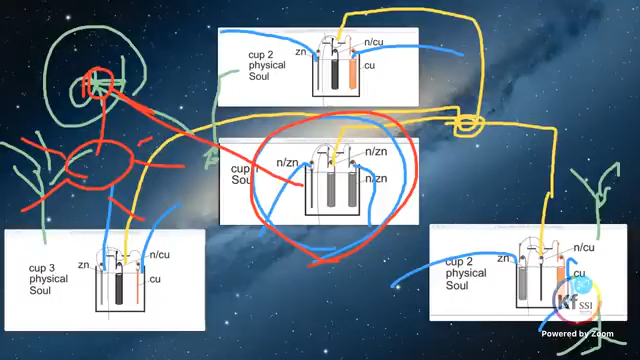 cup 2
physical
Soul
zn
n/cu
cu
cup
Soul
n/zn
n/zn
n/zn
cup 3
physical
Soul
zn
n/cu
cu
cup 2
physical
Soul
zn
n/cu
cu
Kf
SSI
Powered by Zoom